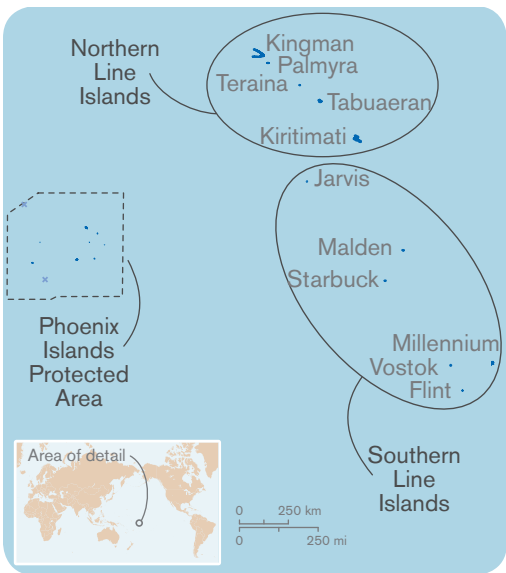 Northern
Line
Islands
Kingman
Palmyra
Teraina
Tabuaeran
Kiritimati
Jarvis
Malden
Starbuck
Millennium
Vostok
Flint
Phoenix
Islands
Protected
Area
Southern
Line
Islands
Area of detail
0 250 km
0 250 mi